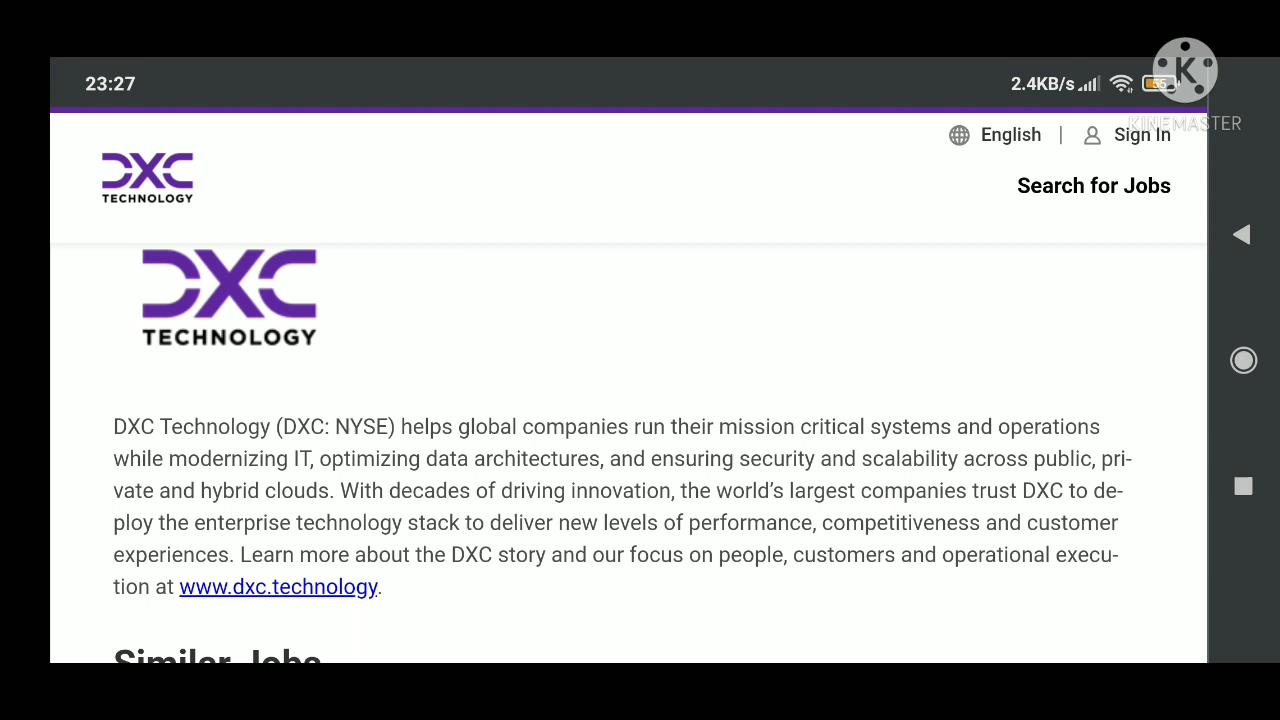 23:27
2.4KB/s
55
KINEMASTER
English | Sign In
DXC
TECHNOLOGY
Search for Jobs
DXC
TECHNOLOGY
DXC Technology (DXC: NYSE) helps global companies run their mission critical systems and operations
while modernizing IT, optimizing data architectures, and ensuring security and scalability across public, pri-
vate and hybrid clouds. With decades of driving innovation, the world’s largest companies trust DXC to de-
ploy the enterprise technology stack to deliver new levels of performance, competitiveness and customer
experiences. Learn more about the DXC story and our focus on people, customers and operational execu-
tion at www.dxc.technology.
Similar Jobs